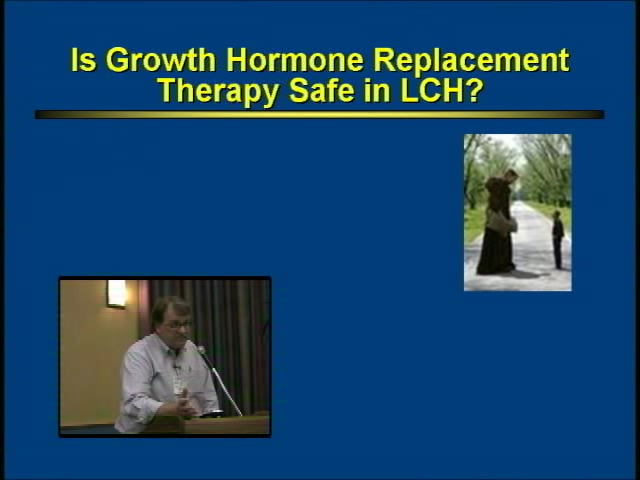 Is Growth Hormone Replacement
Therapy Safe in LCH?